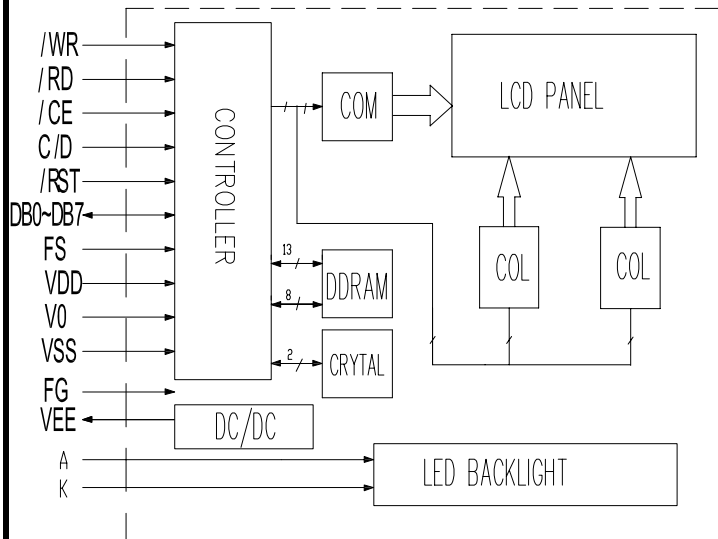 /WR
/RD
/CE
C/D
/RST
DB0~DB7
FS
VDD
V0
VSS
FG
VEE
A
K
CONTROLLER
COM
LCD PANEL
COL
COL
13
8
DDRAM
2
CRYTAL
DC/DC
LED BACKLIGHT